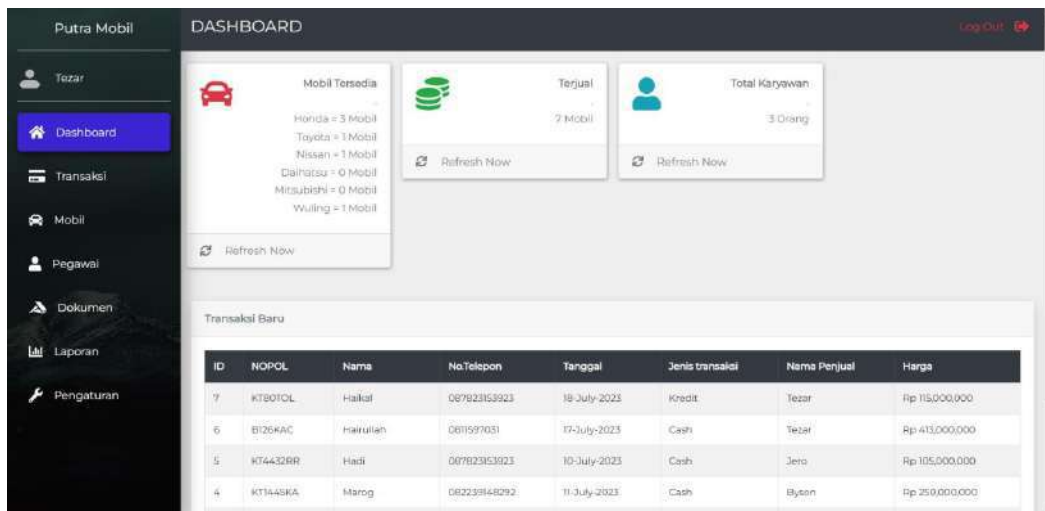 Putra Mobil
DASHBOARD
Log Out
Tezar
Dashboard
Transaksi
Mobil
Pegawai
Dokumen
Laporan
Pengaturan
Mobil Tersedia
Honda = 3 Mobil
Toyota = 1 Mobil
Nissan = 1 Mobil
Daihatsu = 0 Mobil
Mitsubishi = 0 Mobil
Wuling = 1 Mobil
Refresh Now
Terjual
7 Mobil
Refresh Now
Total Karyawan
3 Orang
Refresh Now
Transaksi Baru
ID NOPOL Nama No.Telepon Tanggal Jenis transaksi Nama Penjual Harga
7 KT801OL Haikal 087823153923 18-July-2023 Kredit Tezar Rp 115,000,000
6 B126KAC Hairullah 0811597031 17-July-2023 Cash Tezar Rp 413,000,000
5 KT4432RR Hadi 087823153923 10-July-2023 Cash Jero Rp 105,000,000
4 KT1445KA Marog 082239148292 11-July-2023 Cash Byson Rp 250,000,000